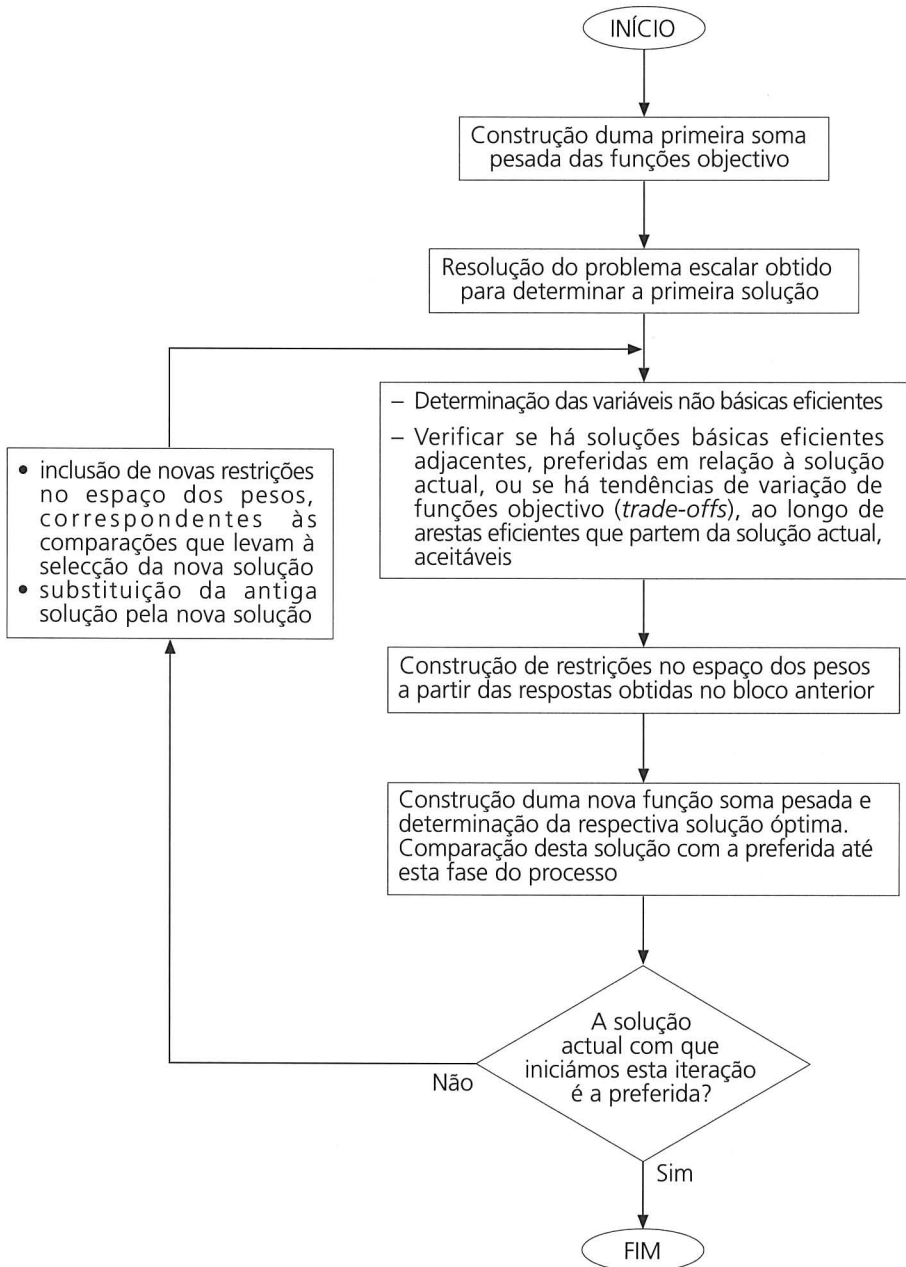 INÍCIO
Construção duma primeira soma
pesada das funções objectivo
Resolução do problema escalar obtido
para determinar a primeira solução
– Determinação das variáveis não básicas eficientes
– Verificar se há soluções básicas eficientes
adjacentes, preferidas em relação à solução
actual, ou se há tendências de variação de
funções objectivo (trade-offs), ao longo de
arestas eficientes que partem da solução actual,
aceitáveis
• inclusão de novas restrições
no espaço dos pesos,
correspondentes às
comparações que levam à
selecção da nova solução
• substituição da antiga
solução pela nova solução
Construção de restrições no espaço dos pesos
a partir das respostas obtidas no bloco anterior
Construção duma nova função soma pesada e
determinação da respectiva solução óptima.
Comparação desta solução com a preferida até
esta fase do processo
A solução
actual com que
iniciámos esta iteração
é a preferida?
Não
Sim
FIM